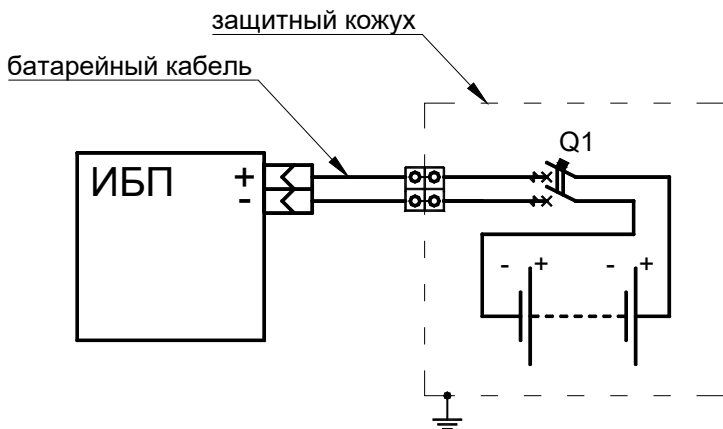 защитный кожух
батарейный кабель
Q1
ИБП +
-
- + - +